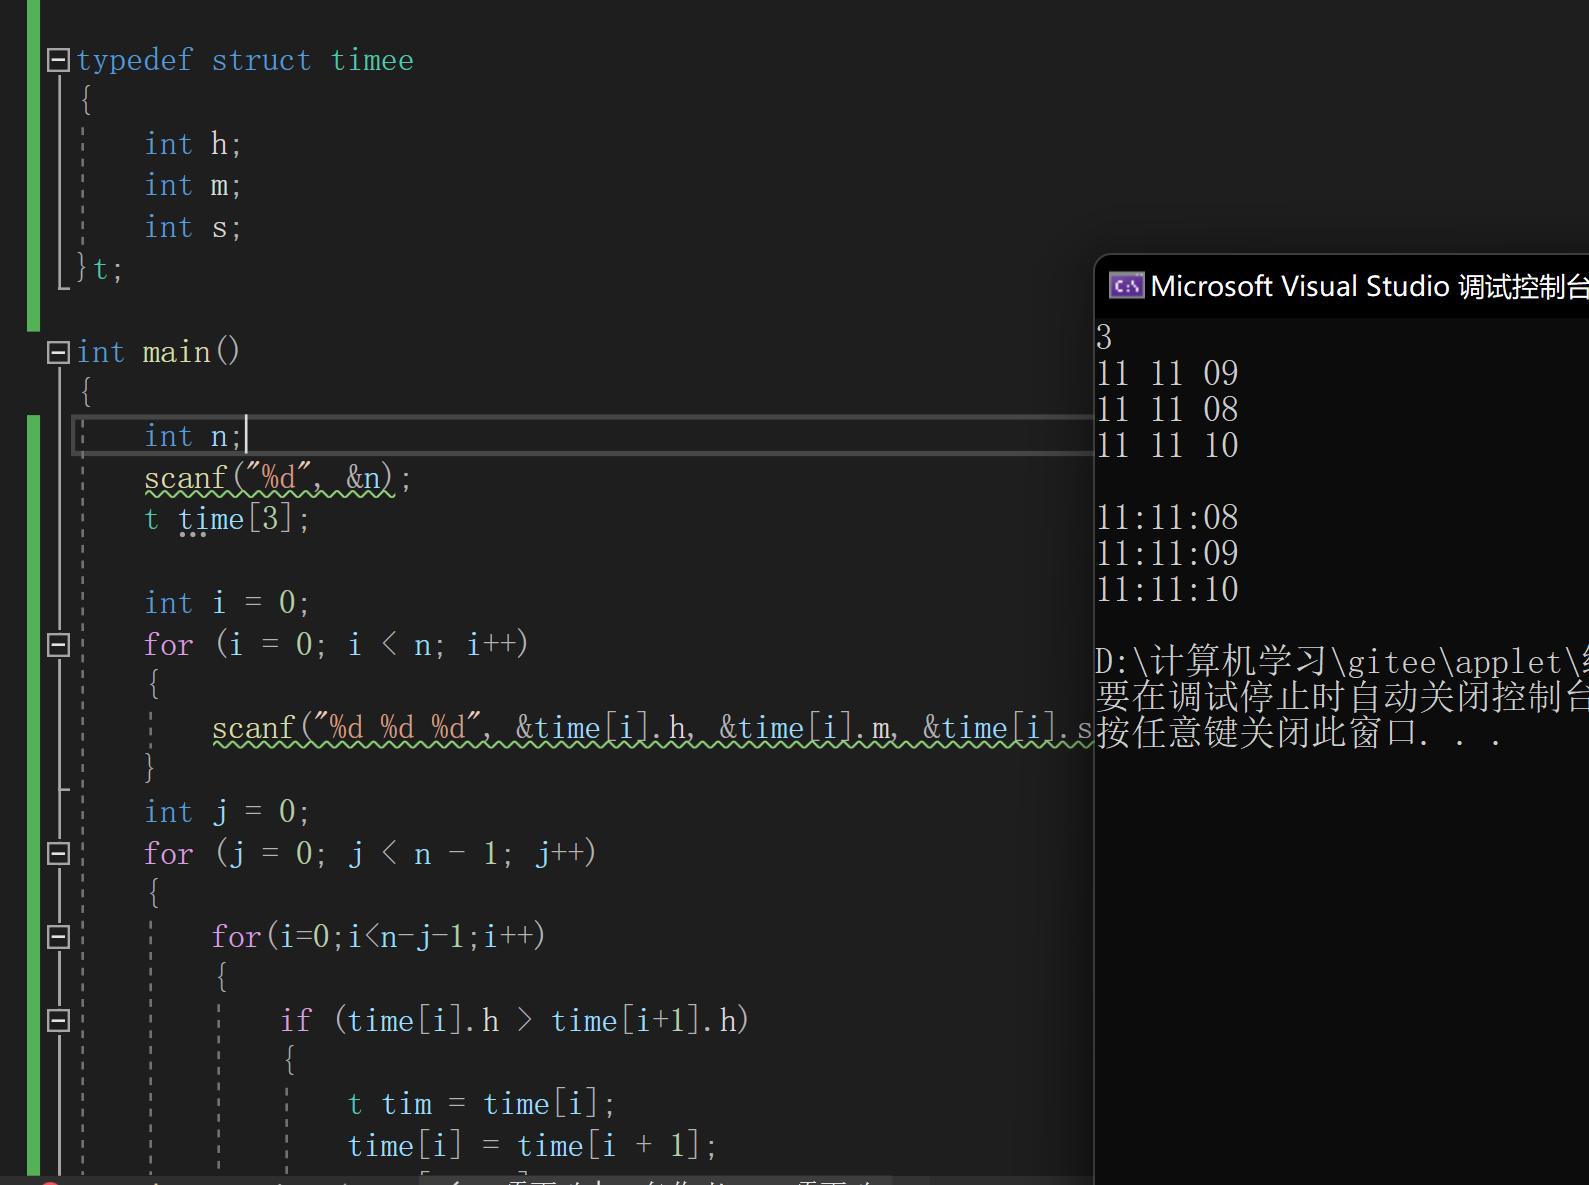 typedef struct timee
{
int h;
int m;
int s;
}t;
int main()
{
int n;
scanf("%d", &n);
t time[3];
int i = 0;
for (i = 0; i < n; i++)
{
scanf("%d %d %d", &time[i].h, &time[i].m, &time[i].s
}
int j = 0;
for (j = 0; j < n - 1; j++)
{
for(i=0;i<n-j-1;i++)
{
if (time[i].h > time[i+1].h)
{
t tim = time[i];
time[i] = time[i + 1];
Microsoft Visual Studio 调试控制台
3
11 11 09
11 11 08
11 11 10
11:11:08
11:11:09
11:11:10
D:\计算机学习\gitee\applet\
要在调试停止时自动关闭控制台
按任意键关闭此窗口. . .